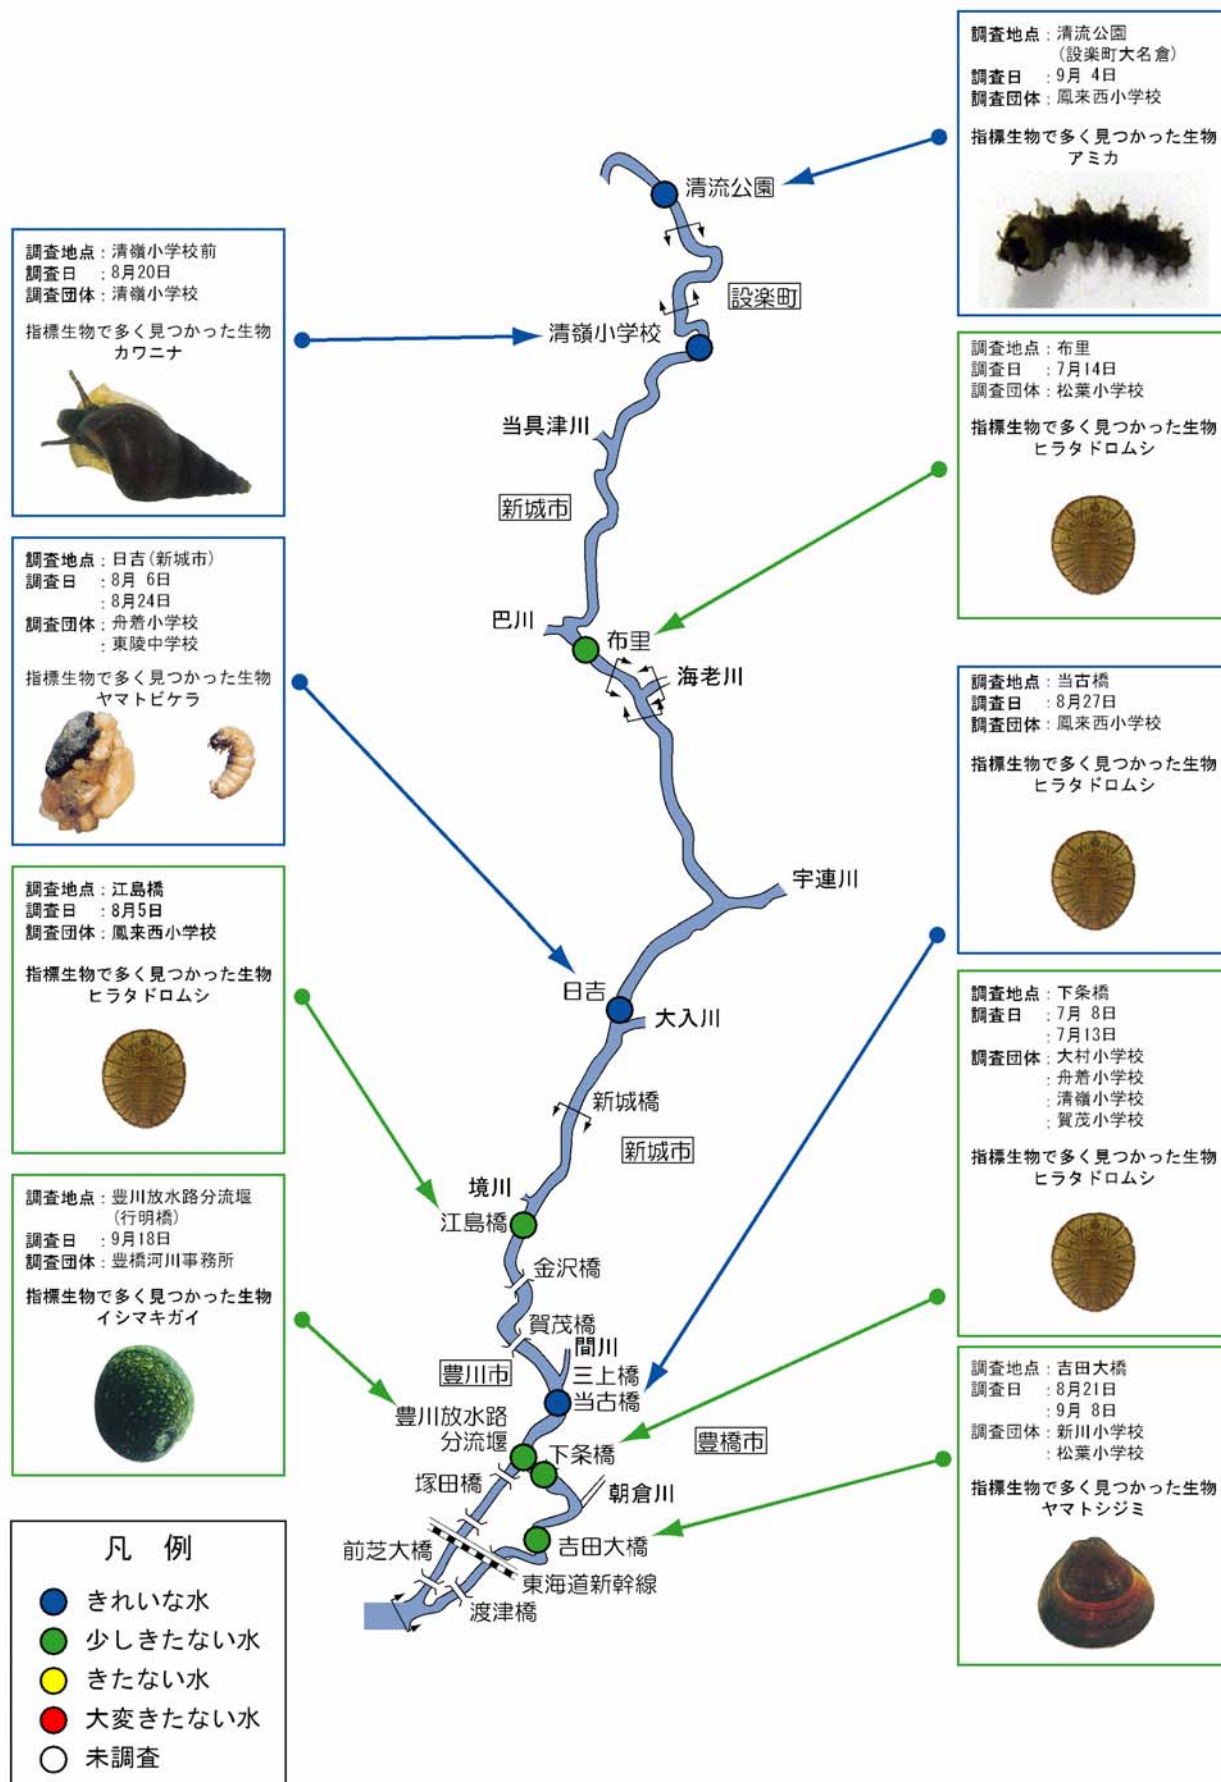 調査地点：清流公園
(設楽町大名倉)
調査日　：9月 4日
調査団体：鳳来西小学校
指標生物で多く見つかった生物
アミカ
調査地点：清嶺小学校前
調査日　：8月20日
調査団体：清嶺小学校
指標生物で多く見つかった生物
カワニナ
調査地点：布里
調査日　：7月14日
調査団体：松葉小学校
指標生物で多く見つかった生物
ヒラタドロムシ
調査地点：日吉(新城市)
調査日　：8月 6日
：8月24日
調査団体：舟着小学校
：東陵中学校
指標生物で多く見つかった生物
ヤマトビケラ
調査地点：当古橋
調査日　：8月27日
調査団体：鳳来西小学校
指標生物で多く見つかった生物
ヒラタドロムシ
調査地点：江島橋
調査日　：8月5日
調査団体：鳳来西小学校
指標生物で多く見つかった生物
ヒラタドロムシ
調査地点：下条橋
調査日　：7月 8日
：7月13日
調査団体：大村小学校
：舟着小学校
：清嶺小学校
：賀茂小学校
指標生物で多く見つかった生物
ヒラタドロムシ
調査地点：豊川放水路分流堰
(行明橋)
調査日　：9月18日
調査団体：豊橋河川事務所
指標生物で多く見つかった生物
イシマキガイ
調査地点：吉田大橋
調査日　：8月21日
：9月 8日
調査団体：新川小学校
：松葉小学校
指標生物で多く見つかった生物
ヤマトシジミ
清流公園
設楽町
清嶺小学校
当具津川
新城市
巴川
布里
海老川
宇連川
日吉
大入川
新城橋
新城市
境川
江島橋
金沢橋
賀茂橋
間川
豊川市
三上橋
当古橋
豊川放水路
分流堰
下条橋
豊橋市
塚田橋
朝倉川
前芝大橋
吉田大橋
東海道新幹線
渡津橋
凡　例
きれいな水
少しきたない水
きたない水
大変きたない水
未調査